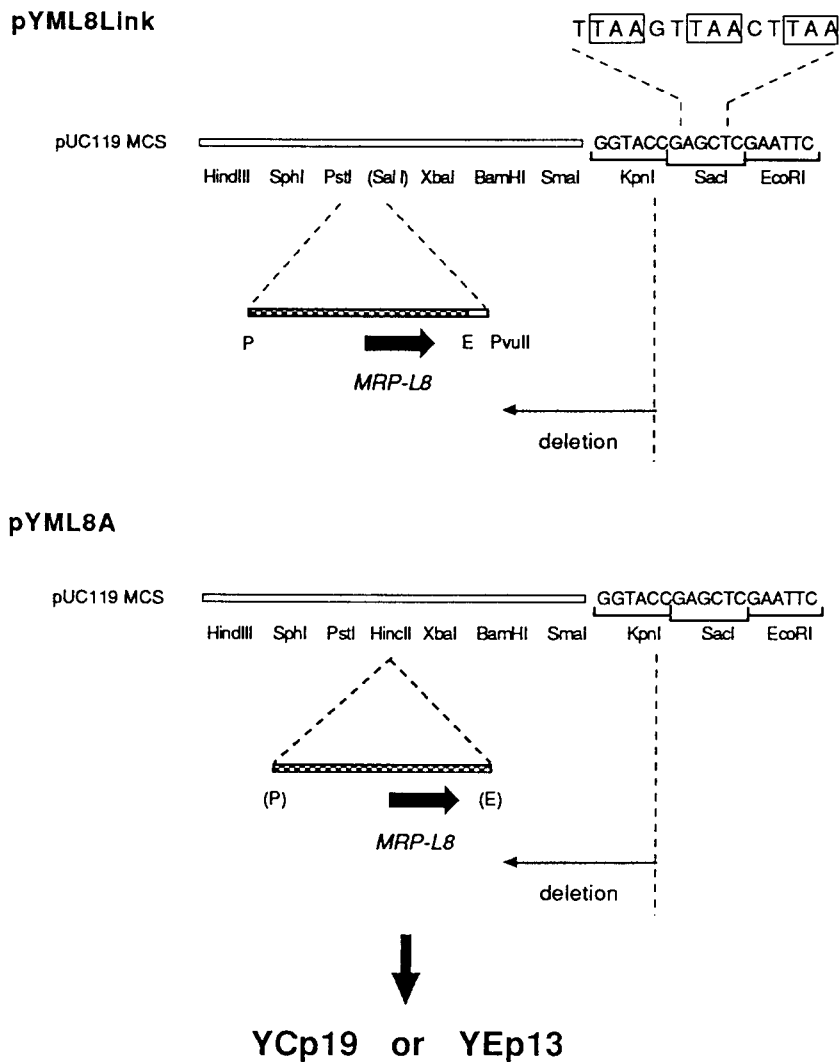 pYML8Link
TTAAGTTAACTTAA
pUC119 MCS
GGTACCGAGCTCGAATTC
HindIII SphI PstI (Sal I) XbaI BamHI SmaI KpnI SacI EcoRI
P E PvuII
MRP-L8
deletion
pYML8A
pUC119 MCS
GGTACCGAGCTCGAATTC
HindIII SphI PstI HincII XbaI BamHI SmaI KpnI SacI EcoRI
(P) (E)
MRP-L8
deletion
YCp19 or YEp13